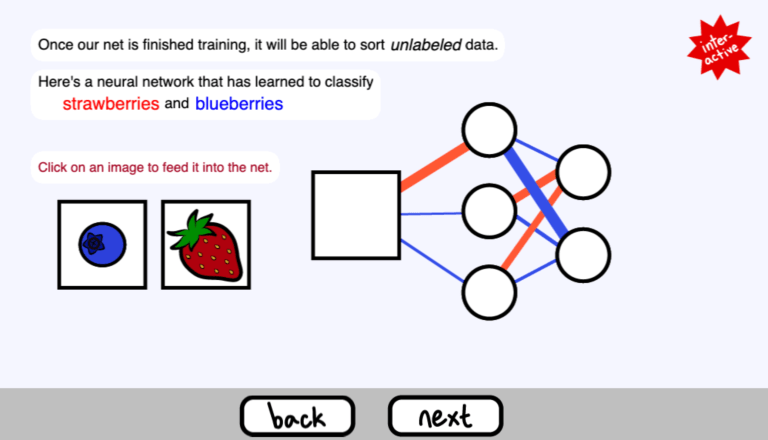 Once our net is finished training, it will be able to sort unlabeled data.
inter-
active
Here's a neural network that has learned to classify
strawberries and blueberries
Click on an image to feed it into the net.
back
next